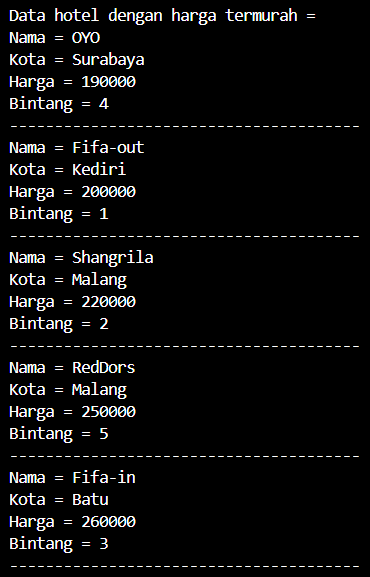 Data hotel dengan harga termurah =
Nama = OYO
Kota = Surabaya
Harga = 190000
Bintang = 4
---------------------------------------
Nama = Fifa-out
Kota = Kediri
Harga = 200000
Bintang = 1
---------------------------------------
Nama = Shangrila
Kota = Malang
Harga = 220000
Bintang = 2
---------------------------------------
Nama = RedDors
Kota = Malang
Harga = 250000
Bintang = 5
---------------------------------------
Nama = Fifa-in
Kota = Batu
Harga = 260000
Bintang = 3
---------------------------------------